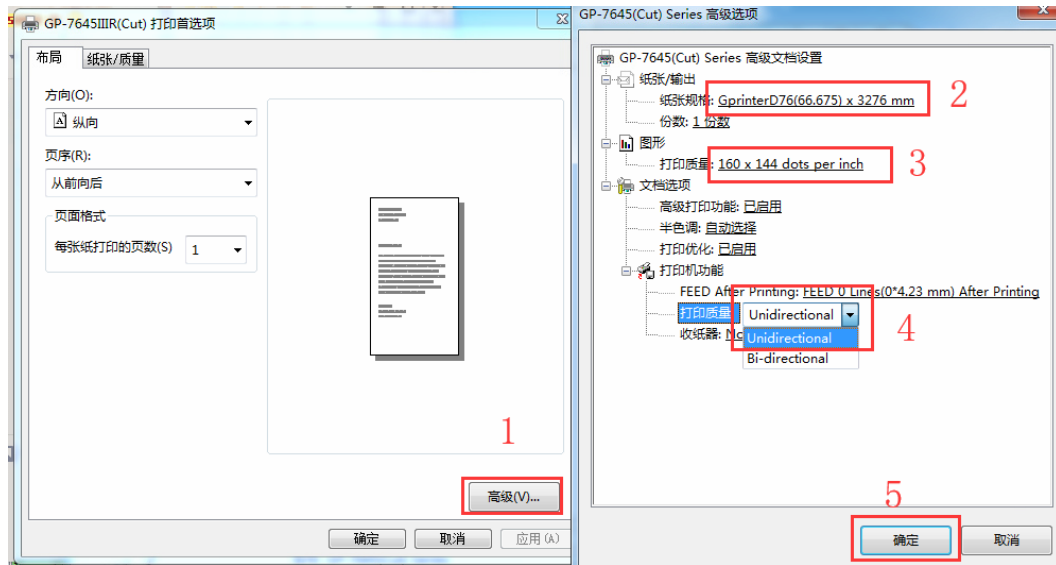 GP-7645IIIR(Cut) 打印首选项
布局
纸张/质量
方向(O):
A 纵向
页序(R):
从前向后
页面格式
每张纸打印的页数(S) 1
1
高级(V)...
确定
取消
应用(A)
GP-7645(Cut) Series 高级选项
GP-7645(Cut) Series 高级文档设置
纸张/输出
纸张规格: GprinterD76(66.675) x 3276 mm
2
份数: 1 份数
图形
打印质量: 160 x 144 dots per inch
3
文档选项
高级打印功能: 已启用
半色调: 自动选择
打印优化: 已启用
打印机功能
FEED After Printing: FEED 0 Lines(0*4.23 mm) After Printing
打印质量 Unidirectional
4
收纸器: No
Unidirectional
Bi-directional
5
确定
取消